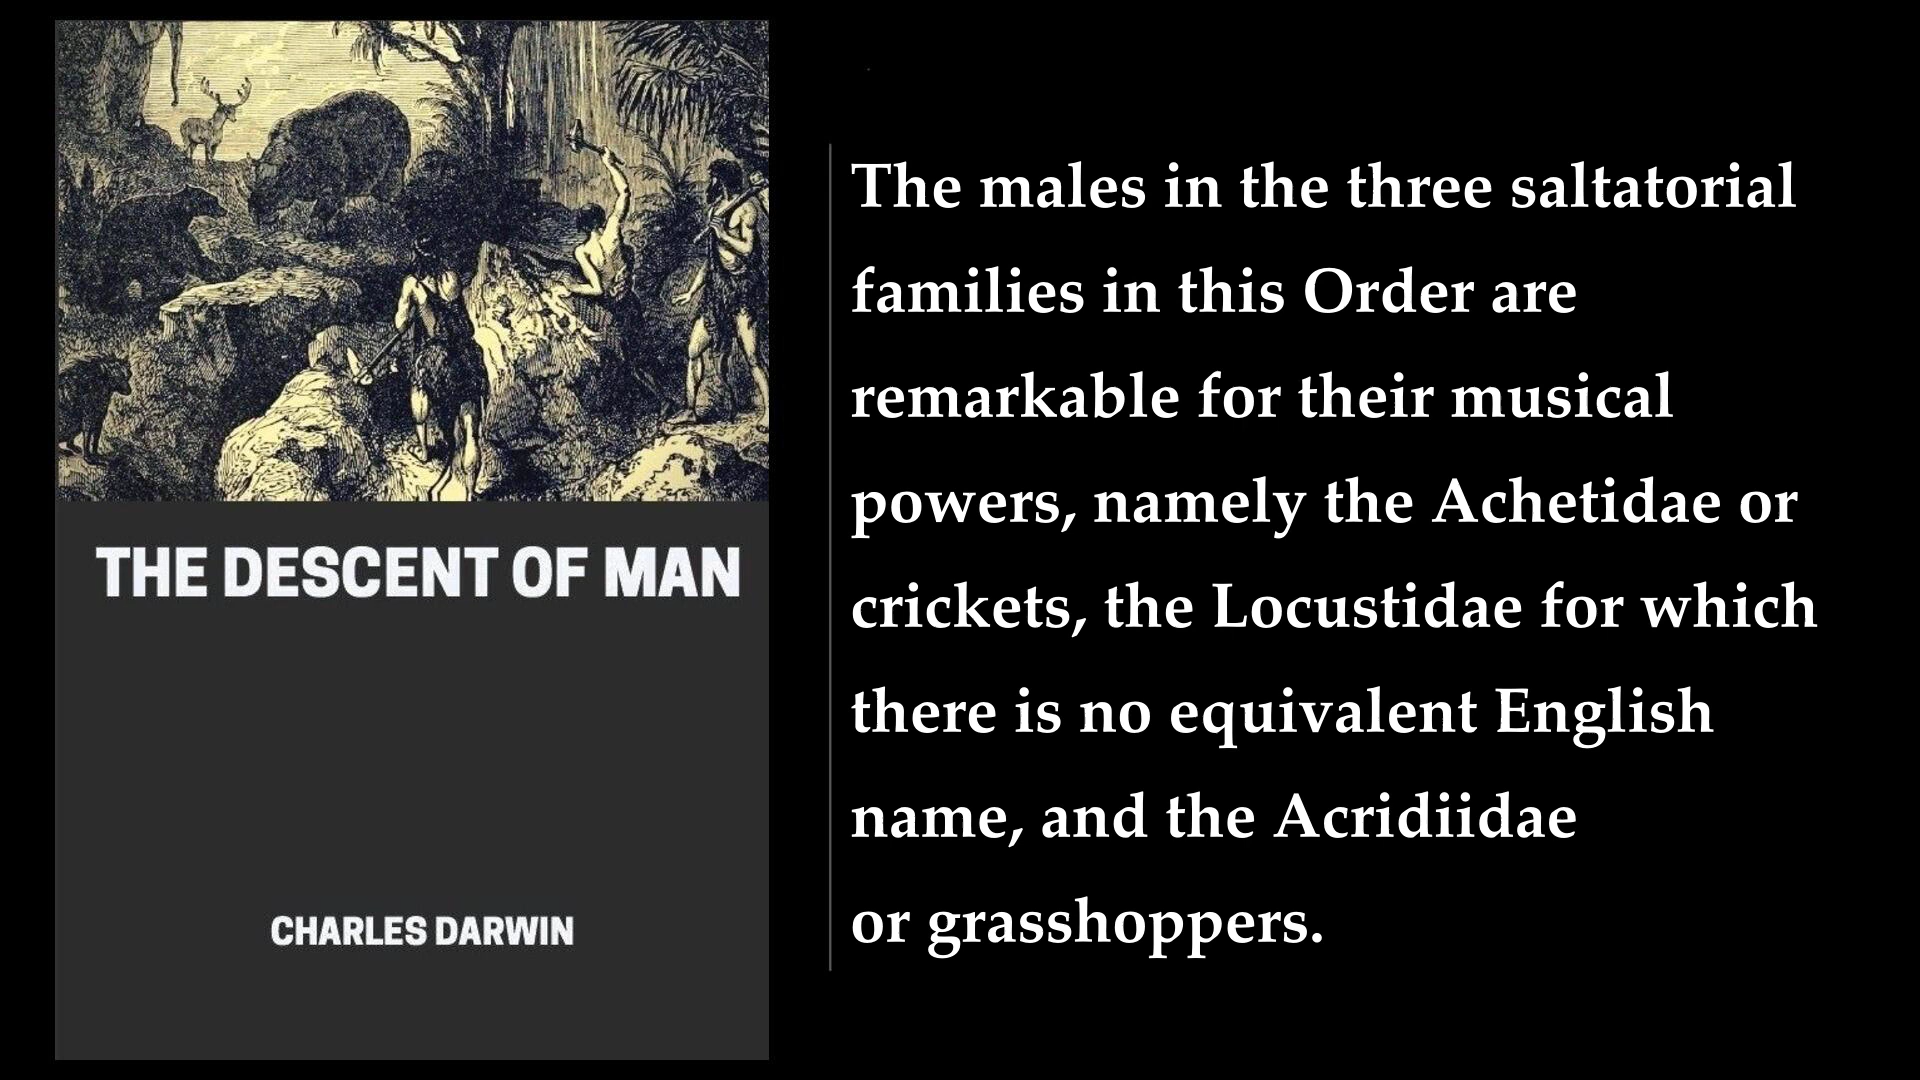 THE DESCENT OF MAN
CHARLES DARWIN
The males in the three saltatorial
families in this Order are
remarkable for their musical
powers, namely the Achetidae or
crickets, the Locustidae for which
there is no equivalent English
name, and the Acridiidae
or grasshoppers.